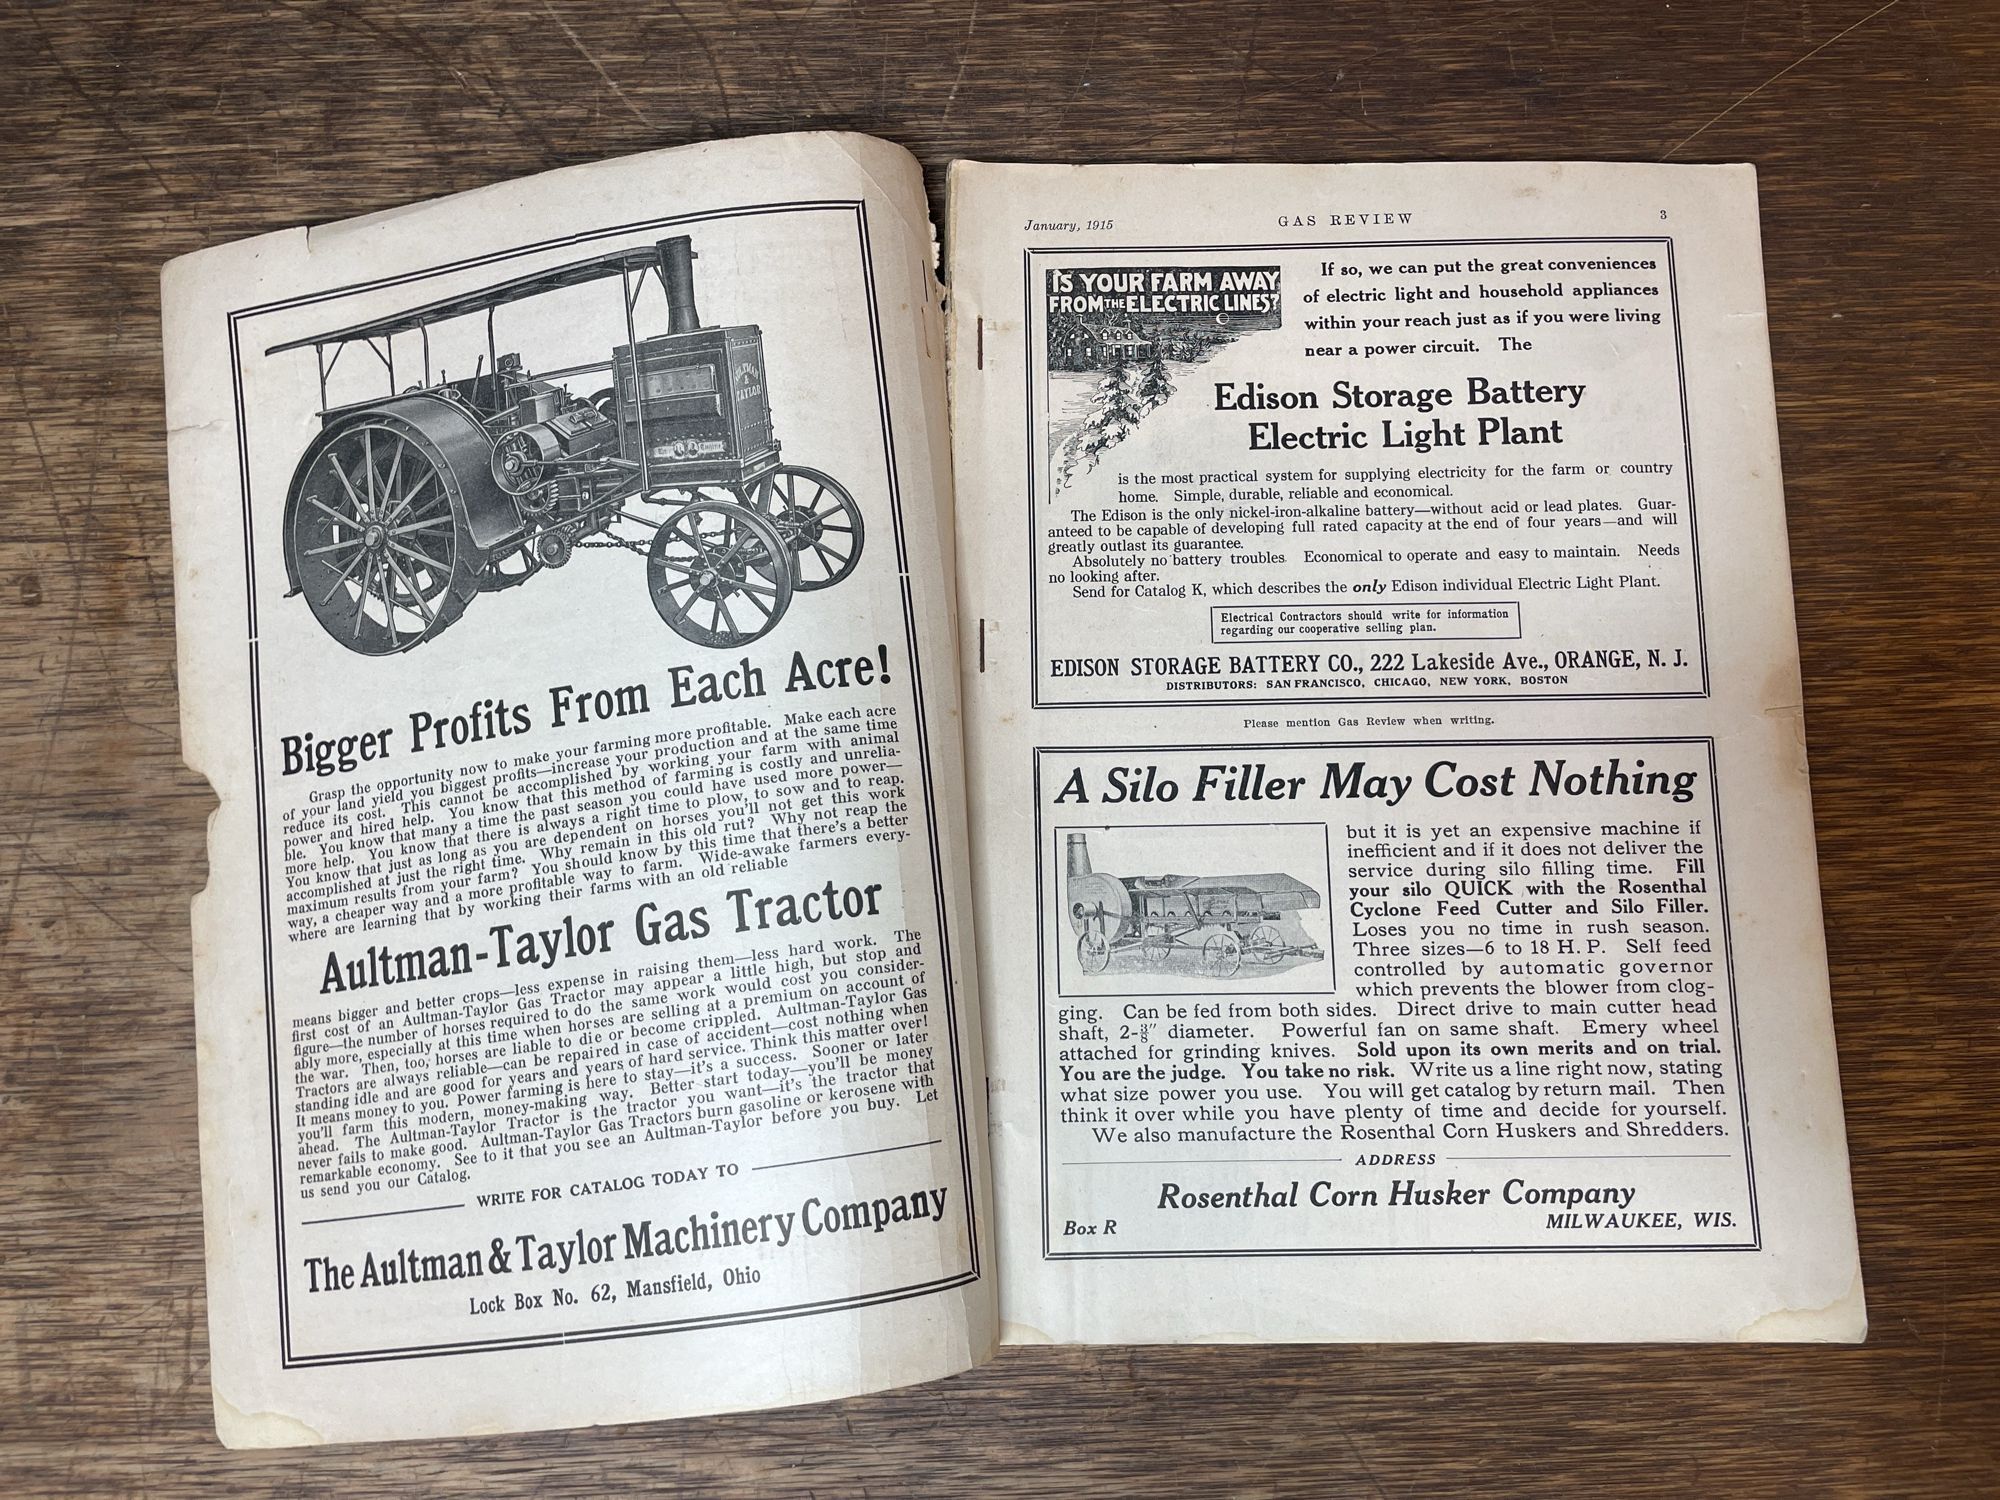 AULTMAN
&
TAYLOR
Bigger Profits From Each Acre!
Grasp the opportunity now to make your farming more profitable. Make each acre
of your land yield you biggest profits—increase your production and at the same time
reduce its cost. This cannot be accomplished by working your farm with animal
power and hired help. You know that this method of farming is costly and unrelia-
ble. You know that many a time the past season you could have used more power—
more help. You know that there is always a right time to plow, to sow and to reap.
You know that just as long as you are dependent on horses you'll not get this work
accomplished at just the right time. Why remain in this old rut? Why not reap the
maximum results from your farm? You should know by this time that there's a better
way, a cheaper way and a more profitable way to farm. Wide-awake farmers every-
where are learning that by working their farms with an old reliable
Aultman-Taylor Gas Tractor
means bigger and better crops—less expense in raising them—less hard work. The
first cost of an Aultman-Taylor Gas Tractor may appear a little high, but stop and
figure—the number of horses required to do the same work would cost you consider-
ably more, especially at this time when horses are selling at a premium on account of
the war. Then, too, horses are liable to die or become crippled. Aultman-Taylor Gas
Tractors are always reliable—can be repaired in case of accident—cost nothing when
standing idle and are good for years and years of hard service. Think this matter over!
It means money to you. Power farming is here to stay—it's a success. Sooner or later
you'll farm this modern, money-making way. Better start today—you'll be money
ahead. The Aultman-Taylor Tractor is the tractor you want—it's the tractor that
never fails to make good. Aultman-Taylor Gas Tractors burn gasoline or kerosene with
remarkable economy. See to it that you see an Aultman-Taylor before you buy. Let
us send you our Catalog.
WRITE FOR CATALOG TODAY TO
The Aultman & Taylor Machinery Company
Lock Box No. 62, Mansfield, Ohio
January, 1915 GAS REVIEW 3
IS YOUR FARM AWAY
FROM THE ELECTRIC LINES?
If so, we can put the great conveniences
of electric light and household appliances
within your reach just as if you were living
near a power circuit. The
Edison Storage Battery
Electric Light Plant
is the most practical system for supplying electricity for the farm or country
home. Simple, durable, reliable and economical.
The Edison is the only nickel-iron-alkaline battery—without acid or lead plates. Guar-
anteed to be capable of developing full rated capacity at the end of four years—and will
greatly outlast its guarantee.
Absolutely no battery troubles. Economical to operate and easy to maintain. Needs
no looking after.
Send for Catalog K, which describes the only Edison individual Electric Light Plant.
Electrical Contractors should write for information
regarding our cooperative selling plan.
EDISON STORAGE BATTERY CO., 222 Lakeside Ave., ORANGE, N. J.
DISTRIBUTORS: SAN FRANCISCO, CHICAGO, NEW YORK, BOSTON
Please mention Gas Review when writing.
A Silo Filler May Cost Nothing
but it is yet an expensive machine if
inefficient and if it does not deliver the
service during silo filling time. Fill
your silo QUICK with the Rosenthal
Cyclone Feed Cutter and Silo Filler.
Loses you no time in rush season.
Three sizes—6 to 18 H. P. Self feed
controlled by automatic governor
which prevents the blower from clog-
ging. Can be fed from both sides. Direct drive to main cutter head
shaft, 2-⅜″ diameter. Powerful fan on same shaft. Emery wheel
attached for grinding knives. Sold upon its own merits and on trial.
You are the judge. You take no risk. Write us a line right now, stating
what size power you use. You will get catalog by return mail. Then
think it over while you have plenty of time and decide for yourself.
We also manufacture the Rosenthal Corn Huskers and Shredders.
ADDRESS
Rosenthal Corn Husker Company
Box R MILWAUKEE, WIS.